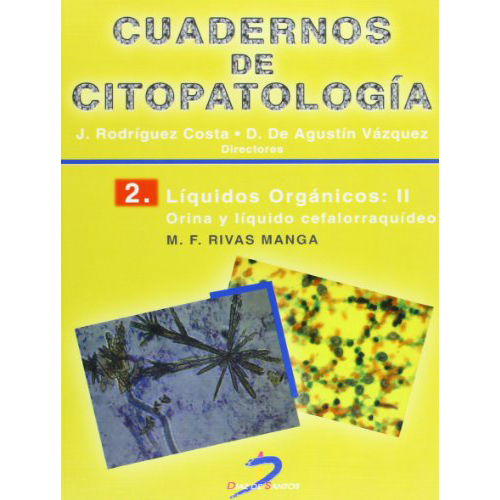 CUADERNOS
DE
CITOPATOLOGÍA
J. Rodríguez Costa • D. De Agustín Vázquez
Directores
2. Líquidos Orgánicos: II
Orina y líquido cefalorraquídeo
M. F. RIVAS MANGA
DIAZ DE SANTOS